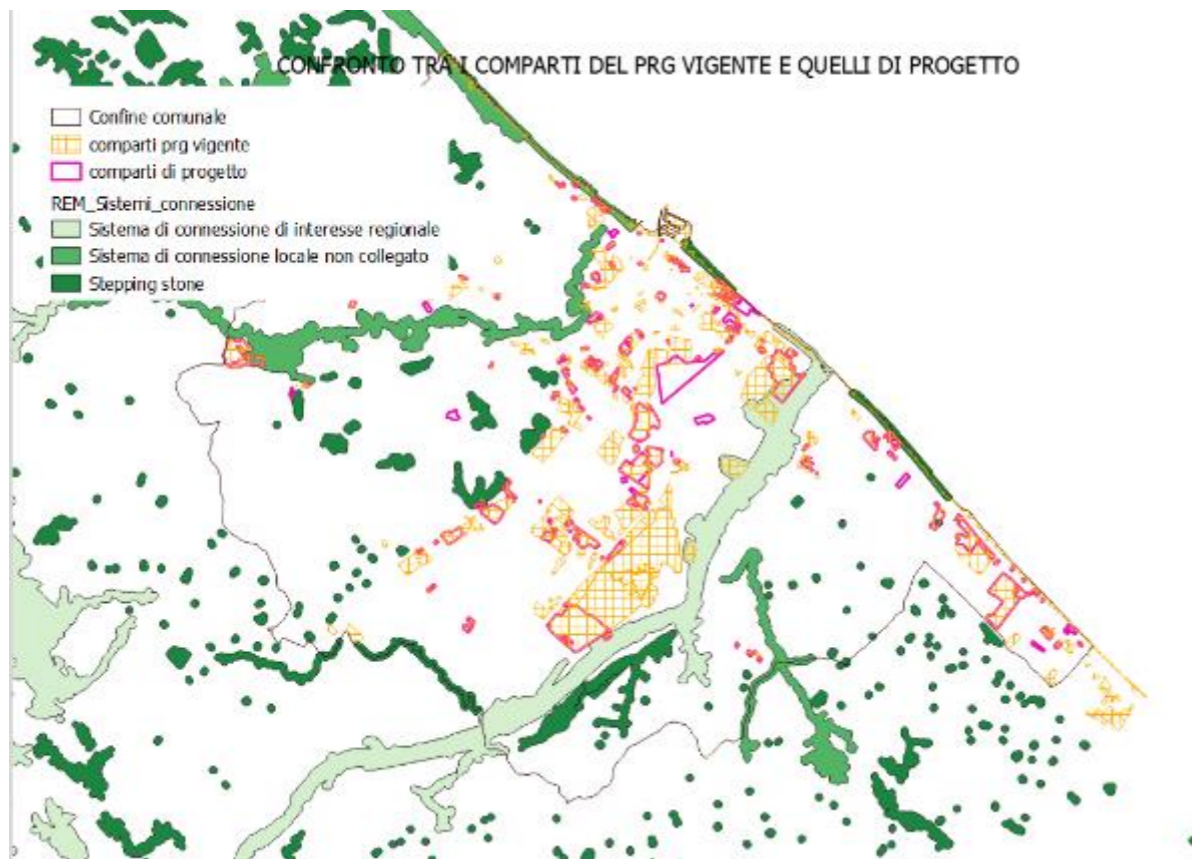 CONFRONTO TRA I COMPARTI DEL PRG VIGENTE E QUELLI DI PROGETTO
Confine comunale
comparti prg vigente
comparti di progetto
REM_Sistemi_connessione
Sistema di connessione di interesse regionale
Sistema di connessione locale non collegato
Stepping stone